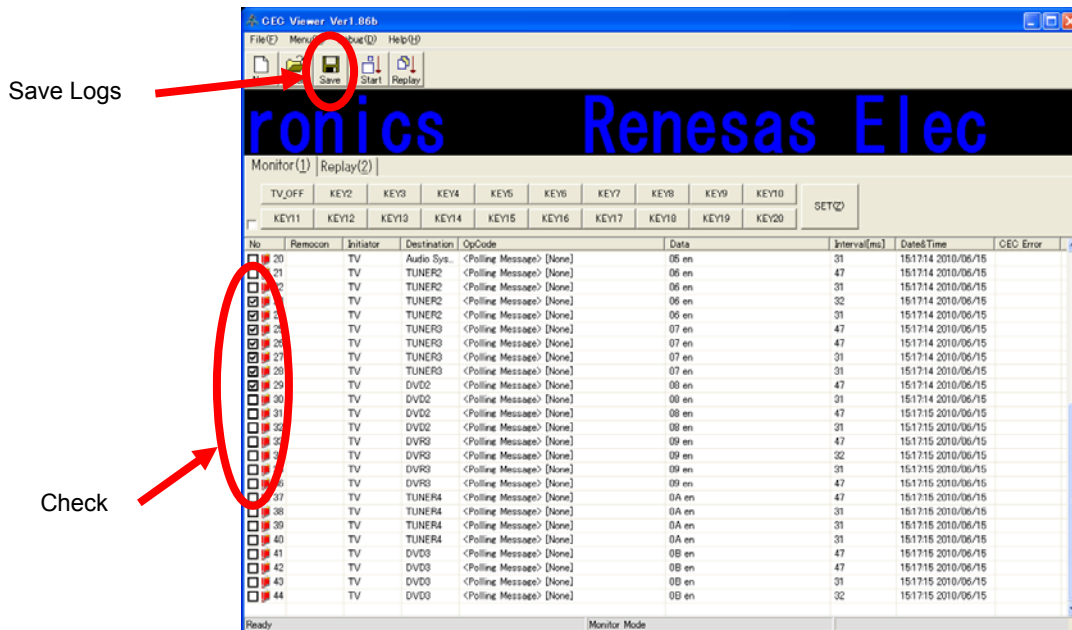 CEC Viewer Ver1.86b
File(F) Help(H)
Save Start Replay
Save Logs
ronics Renesas Elec
Monitor(1) Replay(2)
TV_OFF KEY2 KEY3 KEY4 KEY5 KEY6 KEY7 KEY8 KEY9 KEY10
SET(Z)
KEY11 KEY12 KEY13 KEY14 KEY15 KEY16 KEY17 KEY18 KEY19 KEY20
No Remocon Initiator Destination OpCode Data Interval[ms] Date&Time CEC Error
20 TV Audio Sys.. <Polling Message> [None] 05 en 31 15:17:14 2010/06/15
21 TV TUNER2 <Polling Message> [None] 06 en 47 15:17:14 2010/06/15
TV TUNER2 <Polling Message> [None] 06 en 31 15:17:14 2010/06/15
TV TUNER2 <Polling Message> [None] 06 en 32 15:17:14 2010/06/15
TV TUNER2 <Polling Message> [None] 06 en 31 15:17:14 2010/06/15
25 TV TUNER3 <Polling Message> [None] 07 en 47 15:17:14 2010/06/15
26 TV TUNER3 <Polling Message> [None] 07 en 47 15:17:14 2010/06/15
27 TV TUNER3 <Polling Message> [None] 07 en 31 15:17:14 2010/06/15
28 TV TUNER3 <Polling Message> [None] 07 en 31 15:17:14 2010/06/15
29 TV DVD2 <Polling Message> [None] 08 en 47 15:17:14 2010/06/15
30 TV DVD2 <Polling Message> [None] 08 en 31 15:17:14 2010/06/15
31 TV DVD2 <Polling Message> [None] 08 en 47 15:17:15 2010/06/15
32 TV DVD2 <Polling Message> [None] 08 en 31 15:17:15 2010/06/15
33 TV DVR3 <Polling Message> [None] 09 en 47 15:17:15 2010/06/15
TV DVR3 <Polling Message> [None] 09 en 32 15:17:15 2010/06/15
TV DVR3 <Polling Message> [None] 09 en 31 15:17:15 2010/06/15
TV DVR3 <Polling Message> [None] 09 en 47 15:17:15 2010/06/15
37 TV TUNER4 <Polling Message> [None] 0A en 47 15:17:15 2010/06/15
38 TV TUNER4 <Polling Message> [None] 0A en 31 15:17:15 2010/06/15
39 TV TUNER4 <Polling Message> [None] 0A en 31 15:17:15 2010/06/15
40 TV TUNER4 <Polling Message> [None] 0A en 31 15:17:15 2010/06/15
41 TV DVD3 <Polling Message> [None] 0B en 47 15:17:15 2010/06/15
42 TV DVD3 <Polling Message> [None] 0B en 47 15:17:15 2010/06/15
43 TV DVD3 <Polling Message> [None] 0B en 31 15:17:15 2010/06/15
44 TV DVD3 <Polling Message> [None] 0B en 32 15:17:15 2010/06/15
Check
Ready Monitor Mode